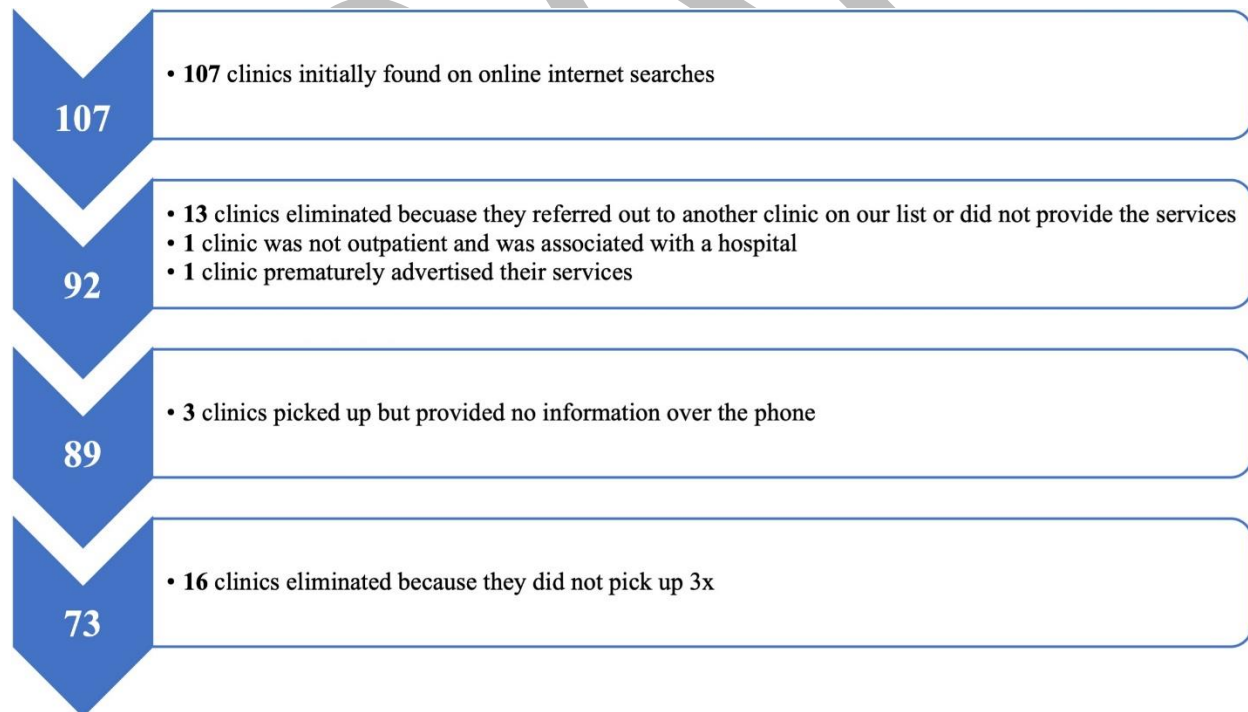 107
• 107 clinics initially found on online internet searches
92
• 13 clinics eliminated becuase they referred out to another clinic on our list or did not provide the services
• 1 clinic was not outpatient and was associated with a hospital
• 1 clinic prematurely advertised their services
89
• 3 clinics picked up but provided no information over the phone
73
• 16 clinics eliminated because they did not pick up 3x